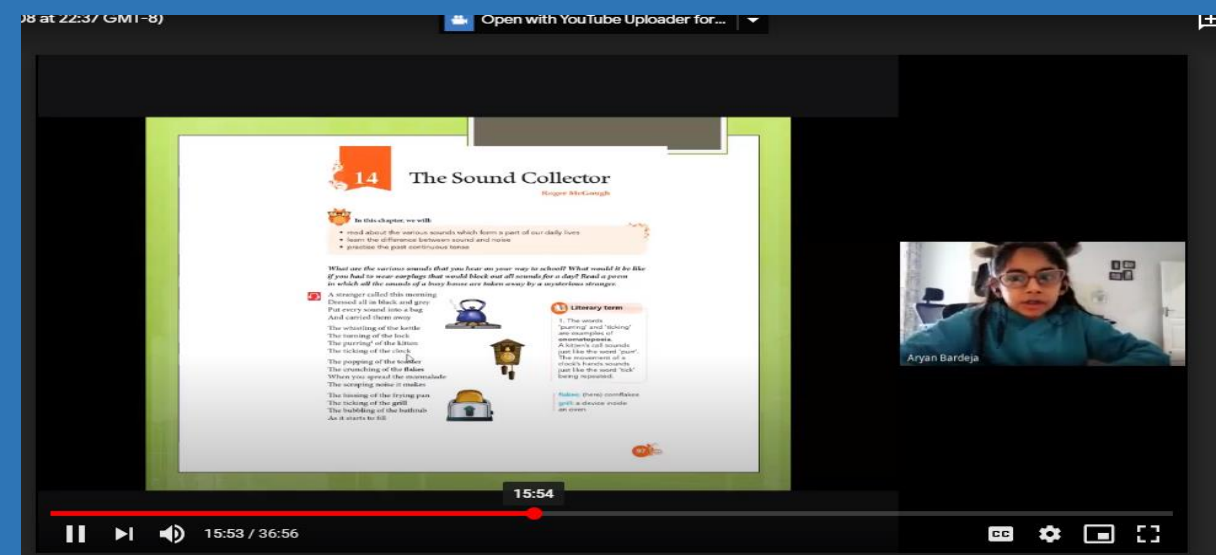 08 at 22:37 GMT-8)
Open with YouTube Uploader for...
14
The Sound Collector
Roger McGough
In this chapter, we will:
• read about the various sounds which form a part of our daily lives
• learn the difference between sound and noise
• practise the past continuous tense
What are the various sounds that you hear on your way to school? What would it be like
if you had to wear earplugs that would block out all sounds for a day? Read a poem
in which all the sounds of a busy house are taken away by a mysterious stranger.
A stranger called this morning
Dressed all in black and grey
Put every sound into a bag
And carried them away
The whistling of the kettle
The turning of the lock
The purring* of the kitten
The ticking of the clock
The popping of the toaster
The crunching of the flakes
When you spread the marmalade
The scraping noise it makes
The hissing of the frying pan
The ticking of the grill
The bubbling of the bathtub
As it starts to fill
Literary term
1. The words
'purring' and 'ticking'
are examples of
onomatopoeia.
A kitten's call sounds
just like the word 'purr'.
The movement of a
clock's hands sounds
just like the word 'tick'
being repeated.
flakes: (here) cornflakes
grill: a device inside
an oven
97
Aryan Bardeja
15:54
15:53 / 36:56
CC